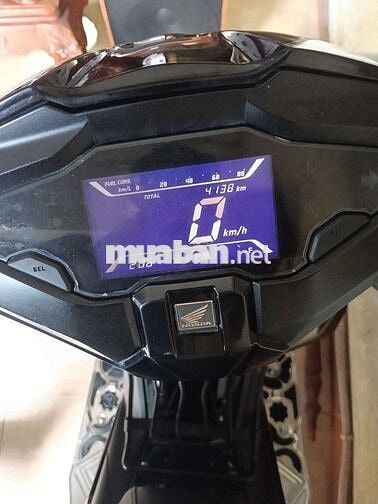 FUEL CONS.
km/L 0 20 40 60 80
TOTAL
4138 km
0 km/h
muaban.net
SEL
HONDA